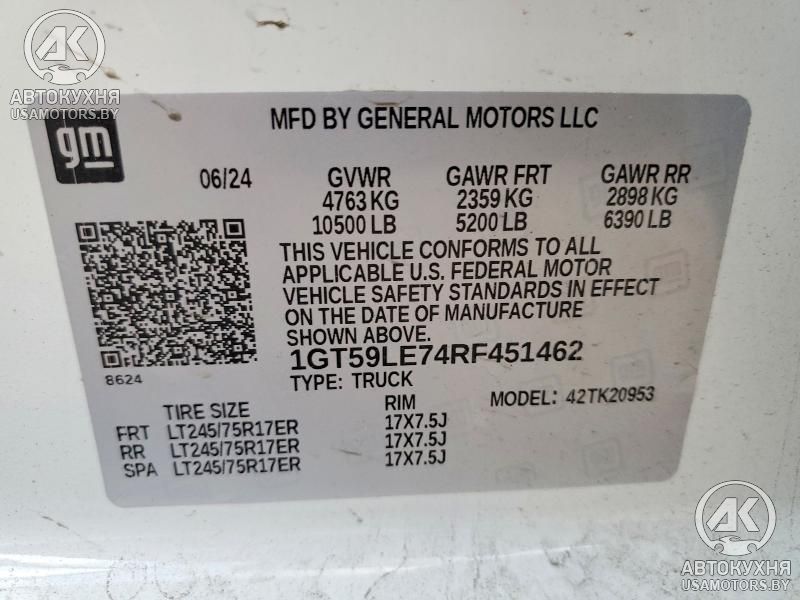 AK
АВТОКУХНЯ
USAMOTORS.BY
gm
MFD BY GENERAL MOTORS LLC
06/24 GVWR GAWR FRT GAWR RR
4763 KG 2359 KG 2898 KG
10500 LB 5200 LB 6390 LB
THIS VEHICLE CONFORMS TO ALL
APPLICABLE U.S. FEDERAL MOTOR
VEHICLE SAFETY STANDARDS IN EFFECT
ON THE DATE OF MANUFACTURE
SHOWN ABOVE.
1GT59LE74RF451462
8624
TYPE: TRUCK MODEL: 42TK20953
TIRE SIZE RIM
FRT LT245/75R17ER 17X7.5J
RR LT245/75R17ER 17X7.5J
SPA LT245/75R17ER 17X7.5J
AK
АВТОКУХНЯ
USAMOTORS.BY